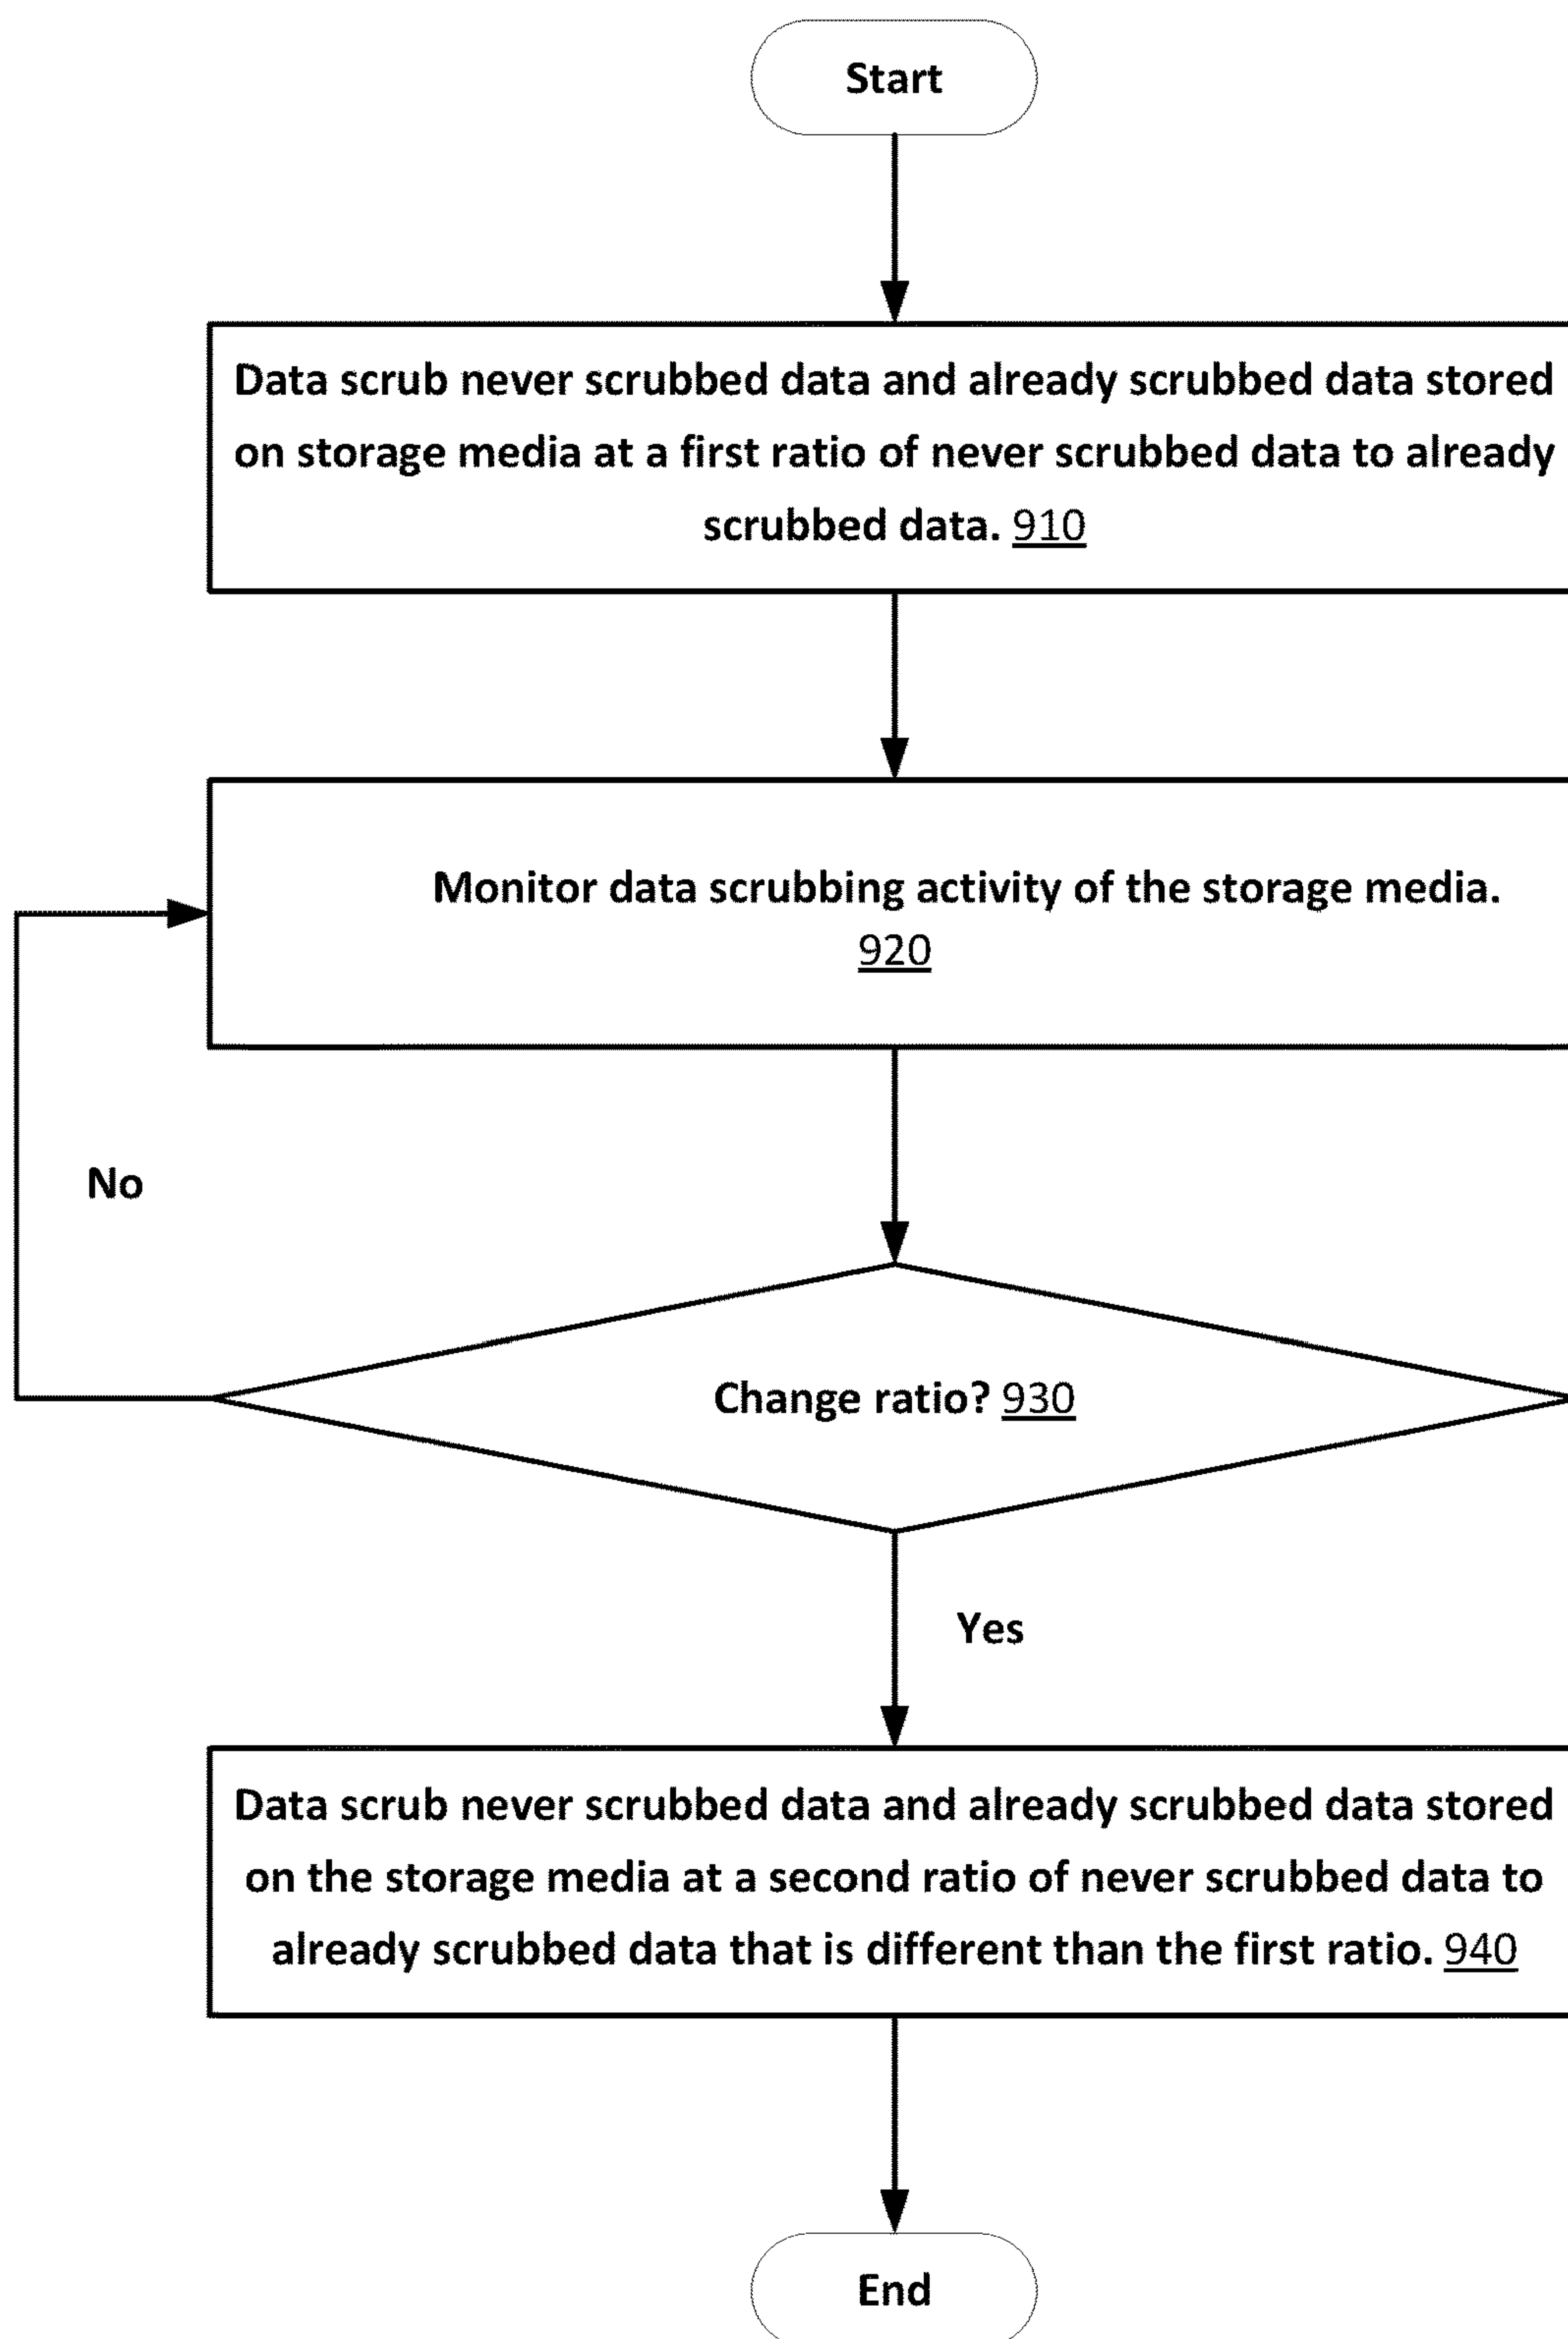 Start
Data scrub never scrubbed data and already scrubbed data stored
on storage media at a first ratio of never scrubbed data to already
scrubbed data. 910
Monitor data scrubbing activity of the storage media.
920
No
Change ratio? 930
Yes
Data scrub never scrubbed data and already scrubbed data stored
on the storage media at a second ratio of never scrubbed data to
already scrubbed data that is different than the first ratio. 940
End